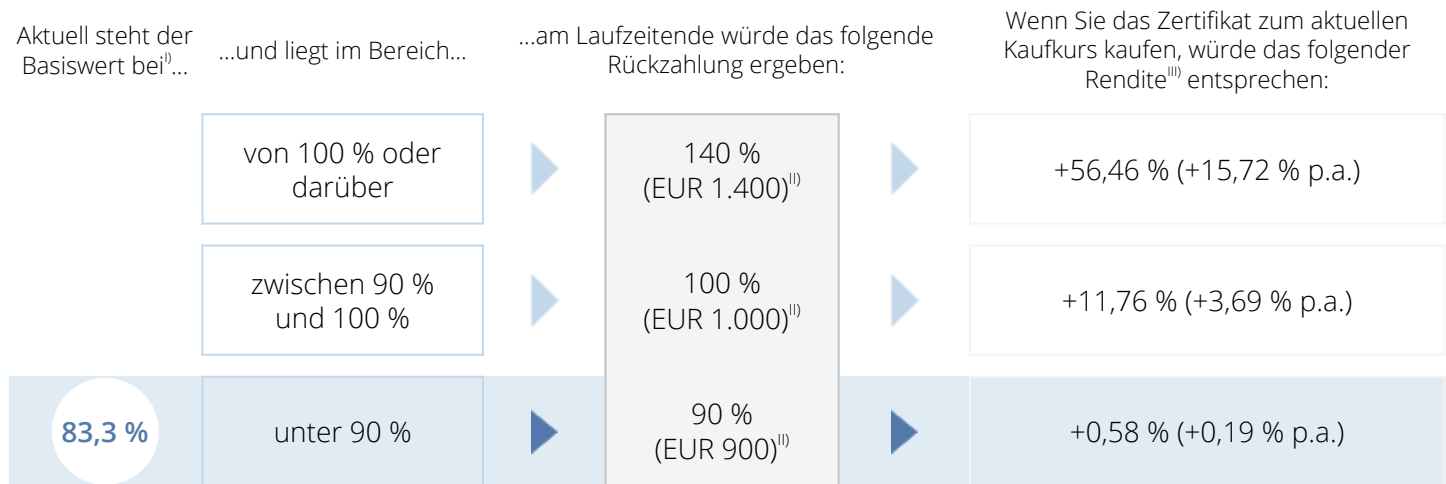 Aktuell steht der
Basiswert bei^I)...
...und liegt im Bereich...
...am Laufzeitende würde das folgende
Rückzahlung ergeben:
Wenn Sie das Zertifikat zum aktuellen
Kaufkurs kaufen, würde das folgender
Rendite^III) entsprechen:
von 100 % oder
darüber
140 %
(EUR 1.400)^II)
+56,46 % (+15,72 % p.a.)
zwischen 90 %
und 100 %
100 %
(EUR 1.000)^II)
+11,76 % (+3,69 % p.a.)
83,3 %
unter 90 %
90 %
(EUR 900)^II)
+0,58 % (+0,19 % p.a.)